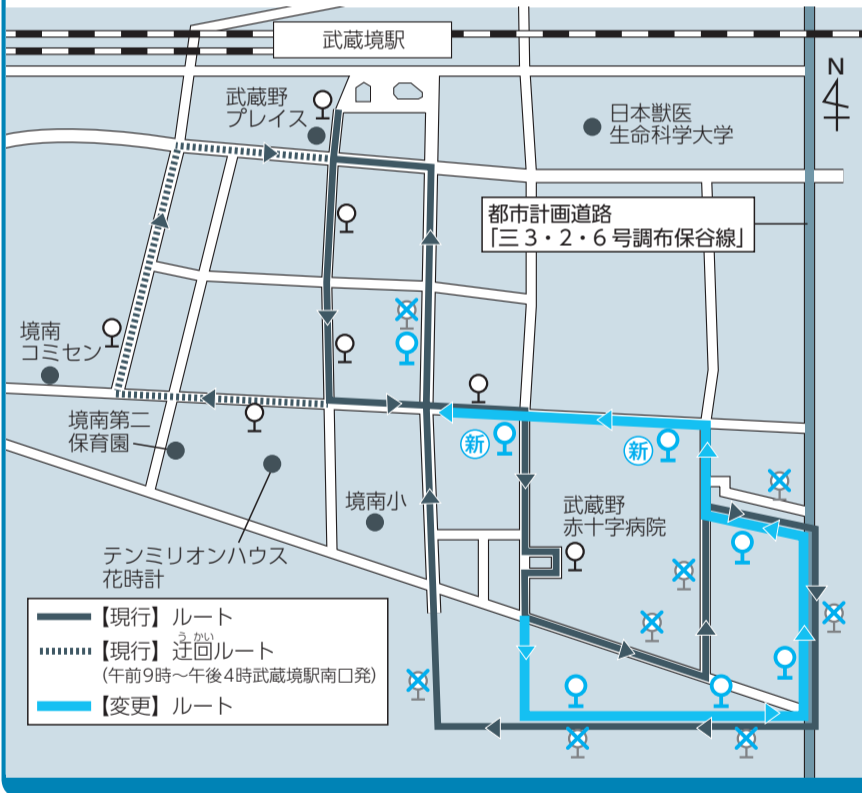 武蔵境駅
N
武蔵野
プレイス
日本獣医
生命科学大学
都市計画道路
「三3・2・6号調布保谷線」
境南
コミセン
境南第二
保育園
新
新
境南小
武蔵野
赤十字病院
テンミリオンハウス
花時計
【現行】ルート
うかい
【現行】迂回ルート
(午前9時～午後4時武蔵境駅南口発)
【変更】ルート